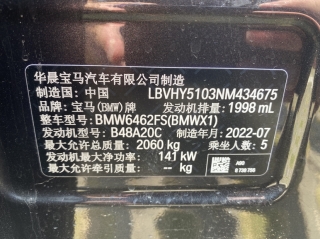 华晨宝马汽车有限公司制造
制造国: 中国 LBVHY5103NM434675
品牌: 宝马(BMW)牌 发动机排量: 1998 mL
整车型号: BMW6462FS(BMWX1)
发动机型号: B48A20C 制造年月: 2022-07
最大允许总质量: 2060 kg 乘坐人数: 5
发动机最大净功率: 141 kW
最大允许牵引质量: -- kg